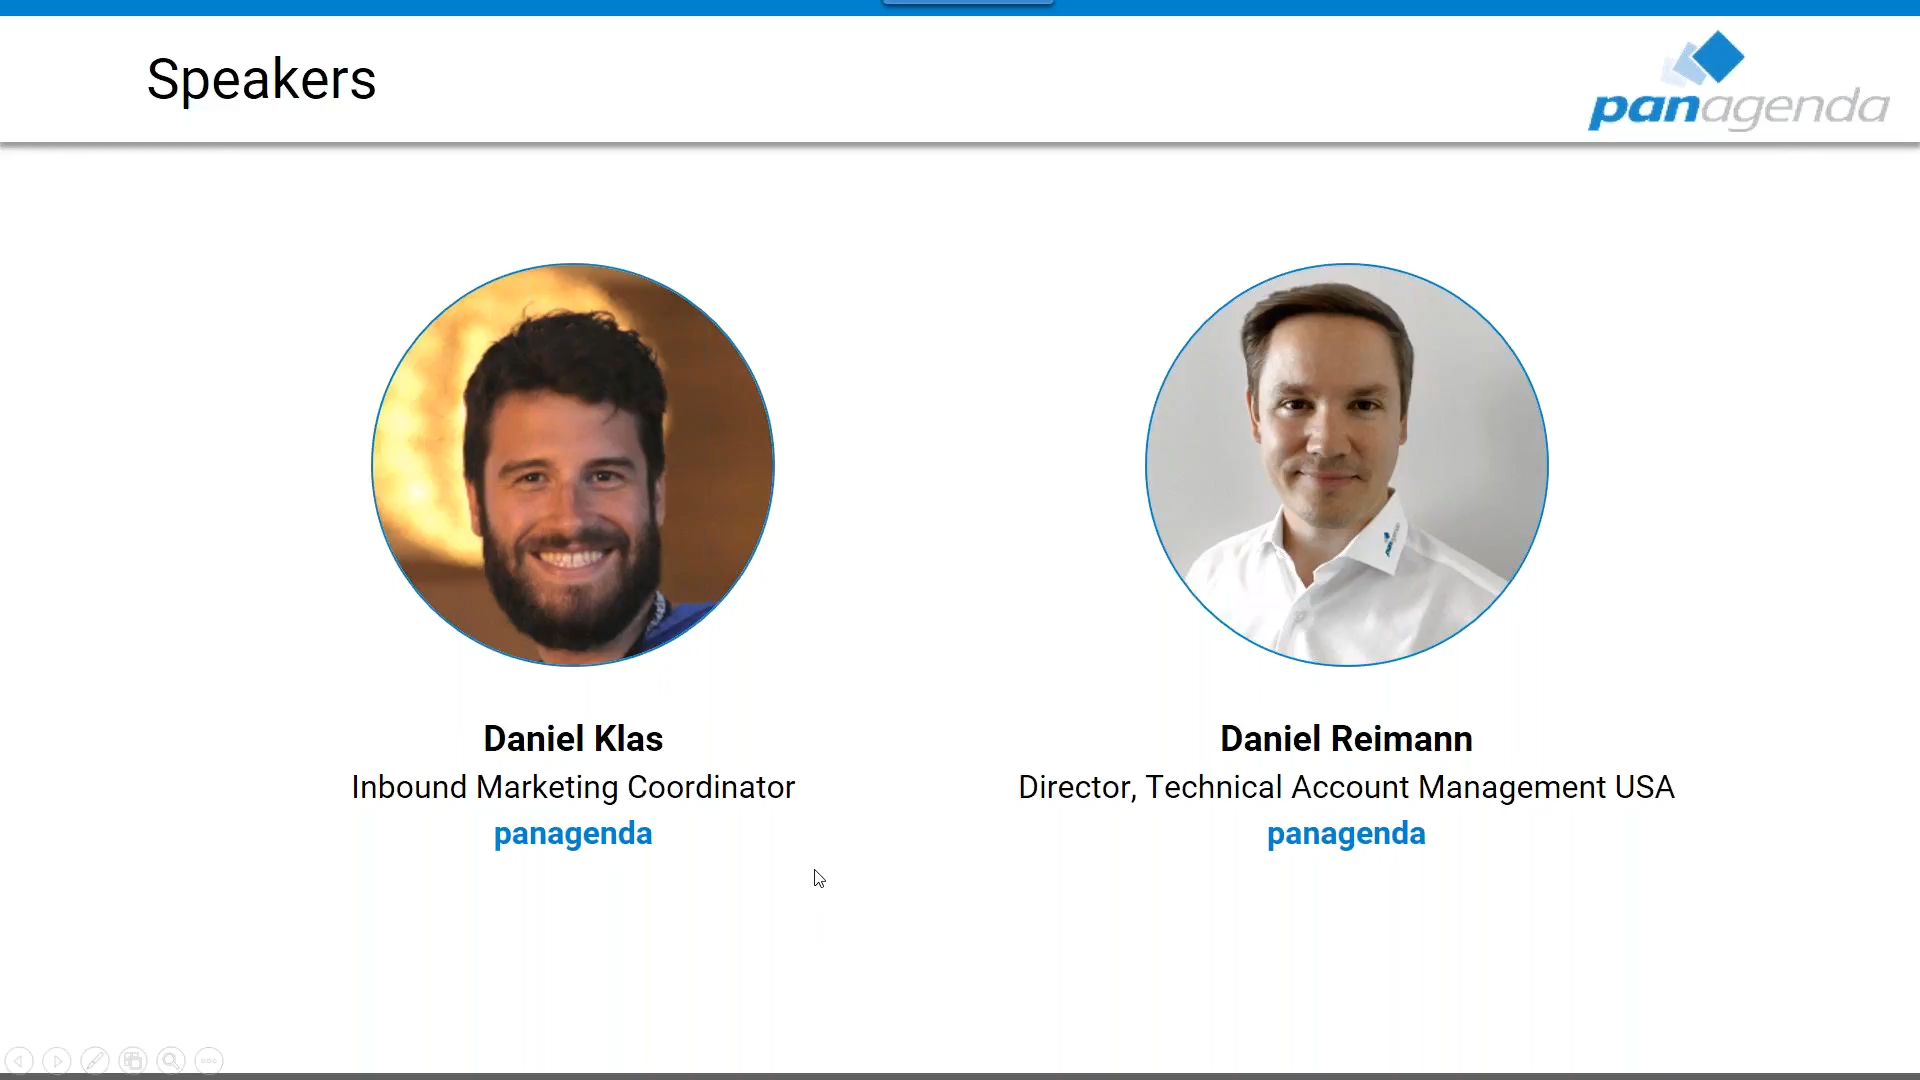 Speakers
panagenda
Daniel Klas
Inbound Marketing Coordinator
panagenda
Daniel Reimann
Director, Technical Account Management USA
panagenda